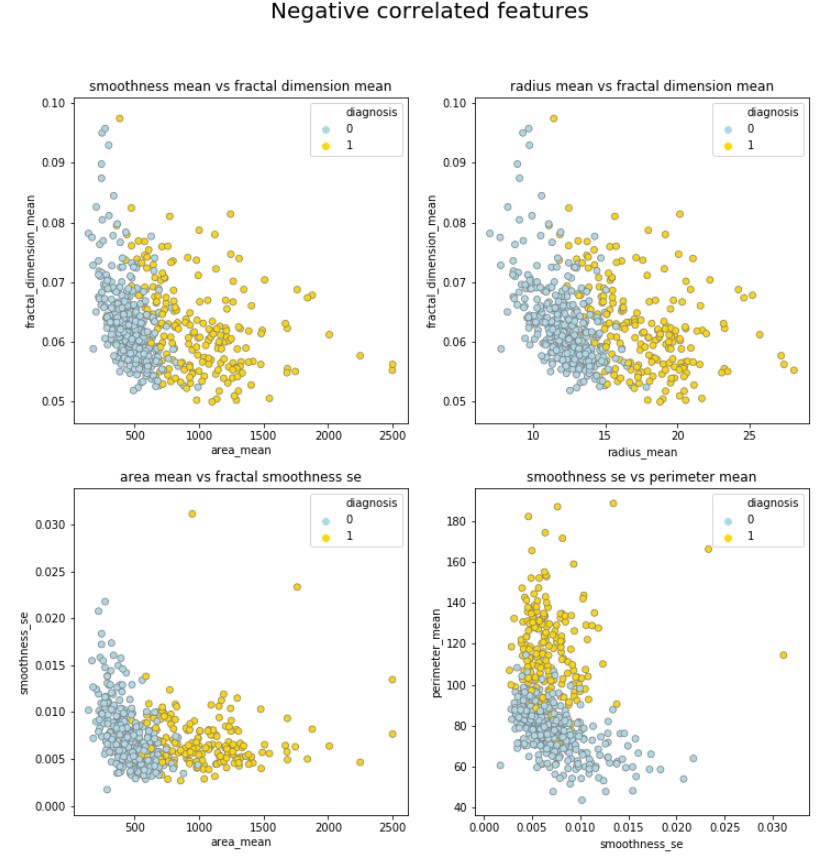 Negative correlated features
smoothness mean vs fractal dimension mean
diagnosis
0
1
0.10
0.09
0.08
0.07
0.06
0.05
fractal_dimension_mean
500 1000 1500 2000 2500
area_mean
radius mean vs fractal dimension mean
diagnosis
0
1
0.10
0.09
0.08
0.07
0.06
0.05
fractal_dimension_mean
10 15 20 25
radius_mean
area mean vs fractal smoothness se
diagnosis
0
1
0.030
0.025
0.020
0.015
0.010
0.005
0.000
smoothness_se
500 1000 1500 2000 2500
area_mean
smoothness se vs perimeter mean
diagnosis
0
1
180
160
140
120
100
80
60
40
perimeter_mean
0.000 0.005 0.010 0.015 0.020 0.025 0.030
smoothness_se